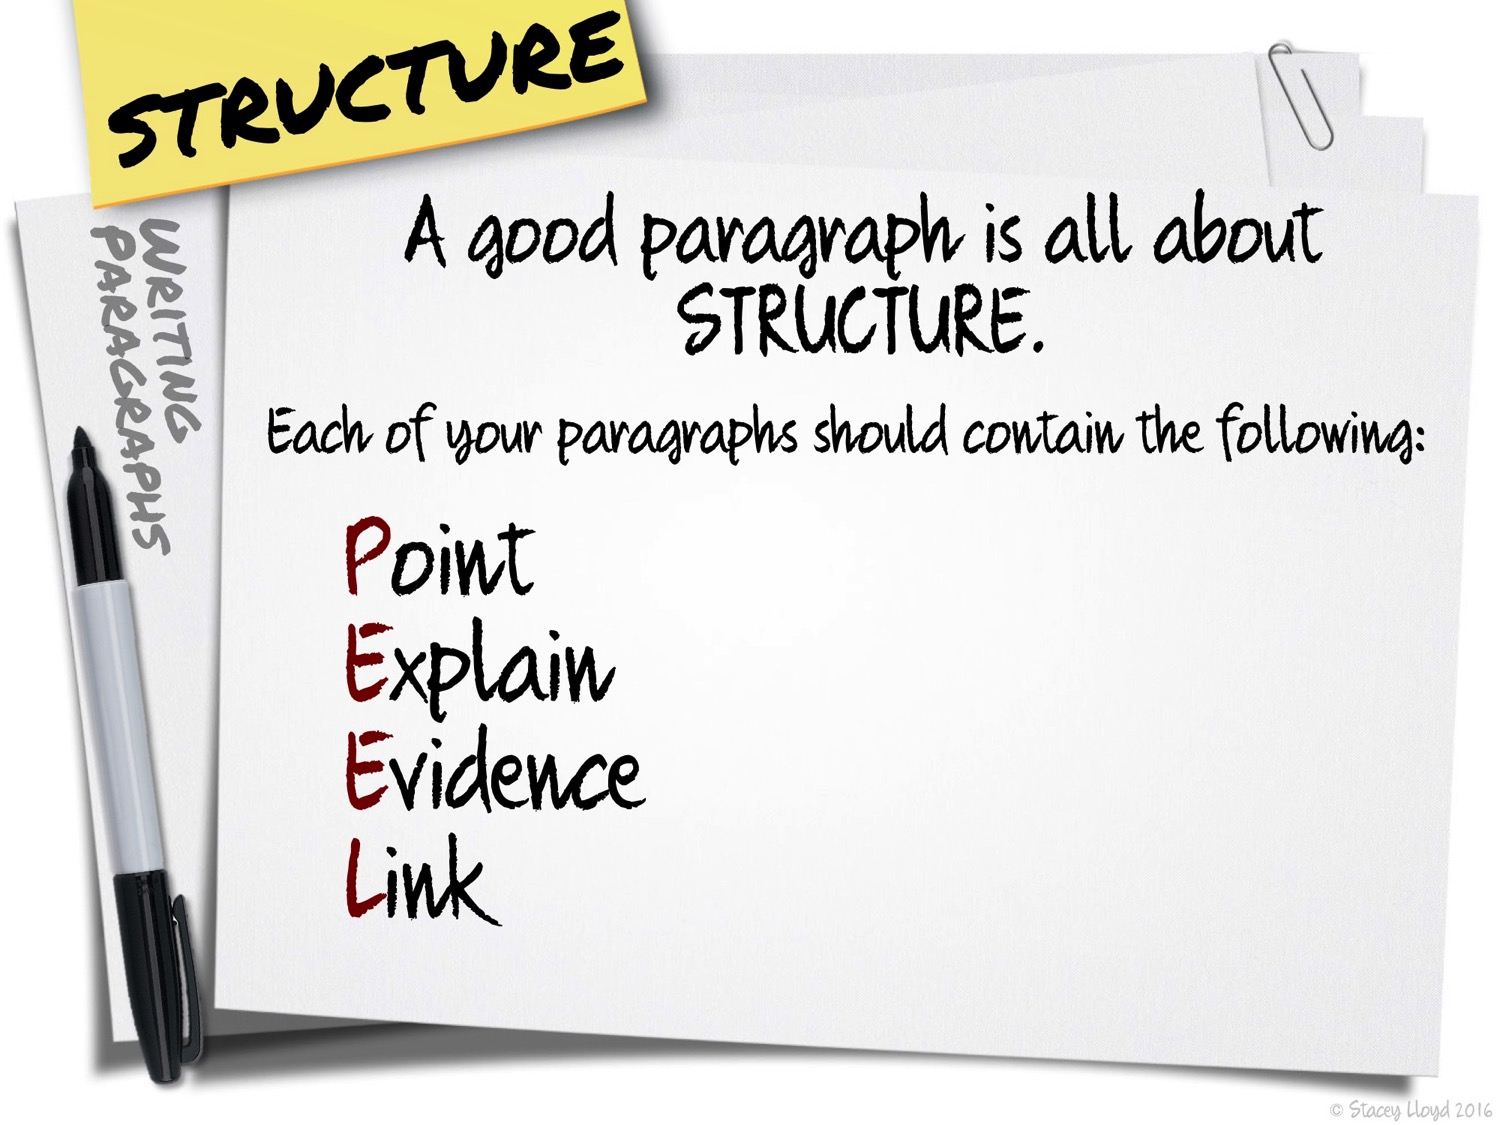 STRUCTURE
WRITING
PARAGRAPHS
A good paragraph is all about
STRUCTURE.
Each of your paragraphs should contain the following:
Point
Explain
Evidence
Link
© Stacey Lloyd 2016